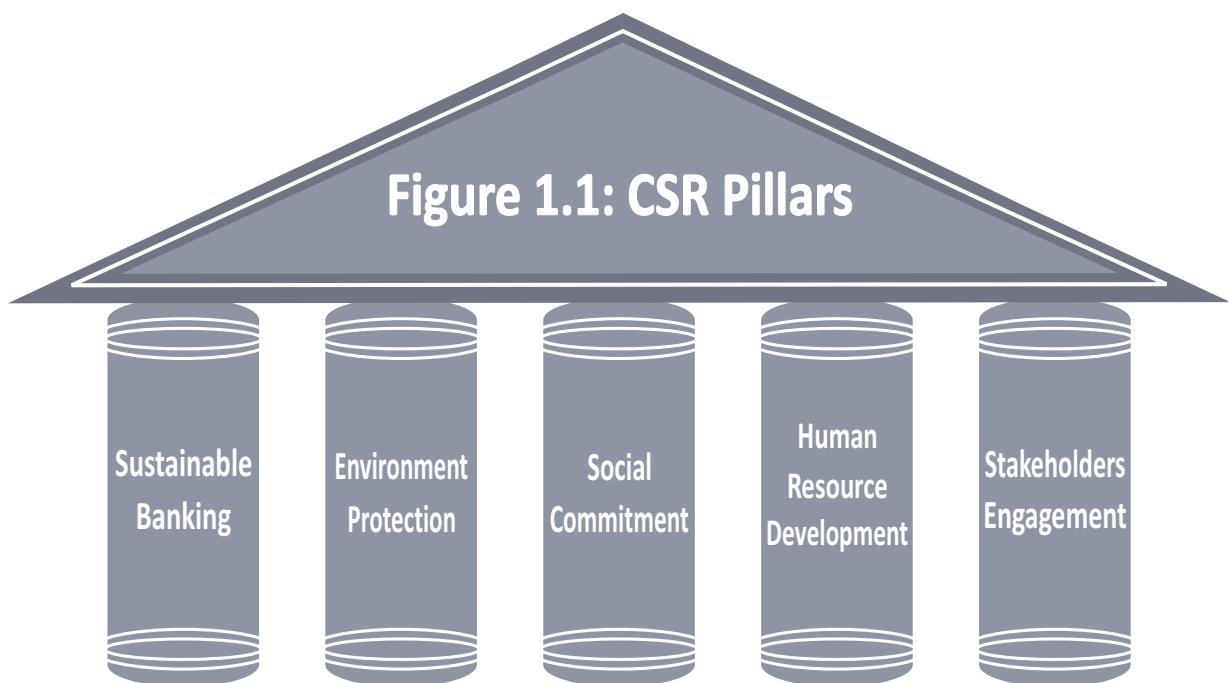 Figure 1.1: CSR Pillars
Sustainable
Banking
Environment
Protection
Social
Commitment
Human
Resource
Development
Stakeholders
Engagement